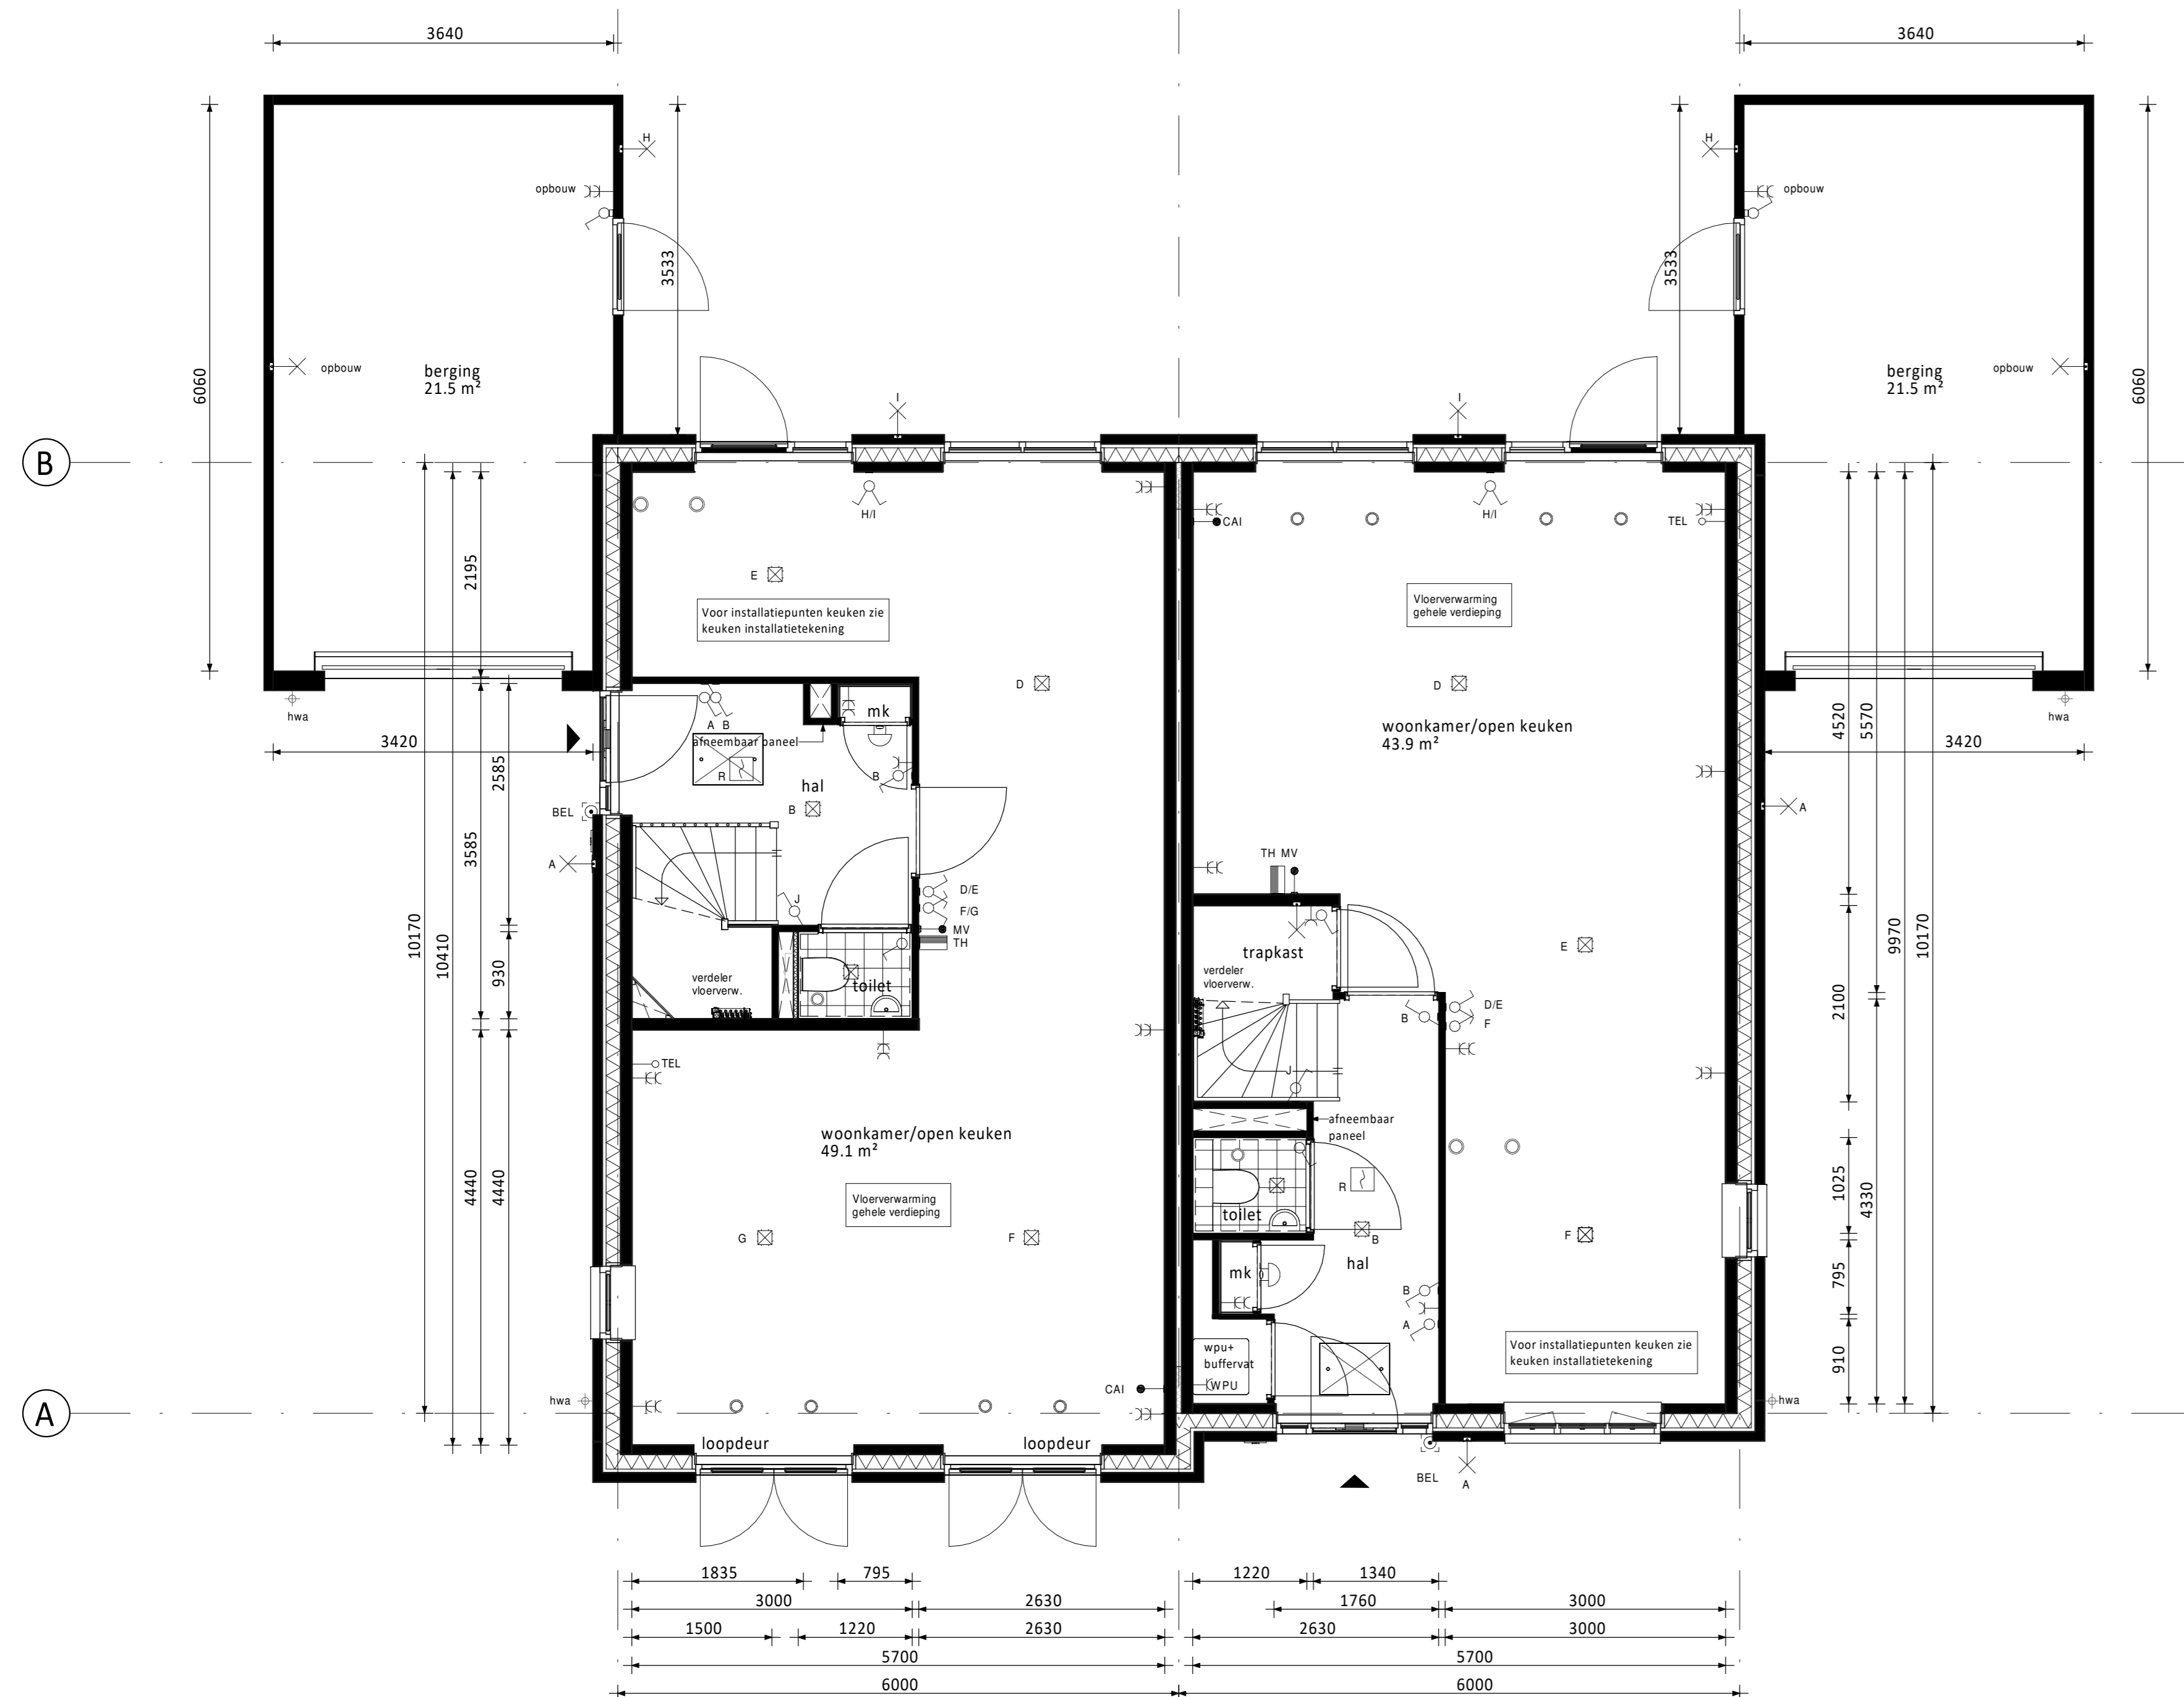 3640
3640
H
H
opbouw
opbouw
3533
3533
6060
opbouw
berging
21.5 m²
berging
21.5 m²
opbouw
6060
I
I
B
H/I
CAI
H/I
TEL
2195
E
Voor installatiepunten keuken zie
keuken installatietekening
Vloerverwarming
gehele verdieping
D
D
hwa
A B
mk
afneembaar paneel
woonkamer/open keuken
43.9 m²
4520
5570
hwa
3420
3420
2585
R
B
hal
B
BEL
A
A
3585
TH MV
J
D/E
F/G
MV
TH
10170
10410
930
verdeler
vloerverw.
toilet
trapkast
verdeler
vloerverw.
E
9970
10170
2100
D/E
B
F
TEL
J
afneembaar
paneel
woonkamer/open keuken
49.1 m²
4440
4440
Vloerverwarming
gehele verdieping
R
toilet
B
1025
4330
G
F
F
hal
mk
B
A
795
wpu+
buffervat
WPU
Voor installatiepunten keuken zie
keuken installatietekening
910
CAI
hwa
hwa
A
loopdeur
loopdeur
BEL
A
1835
795
1220
1340
3000
2630
1760
3000
1500
1220
2630
2630
3000
5700
5700
6000
6000